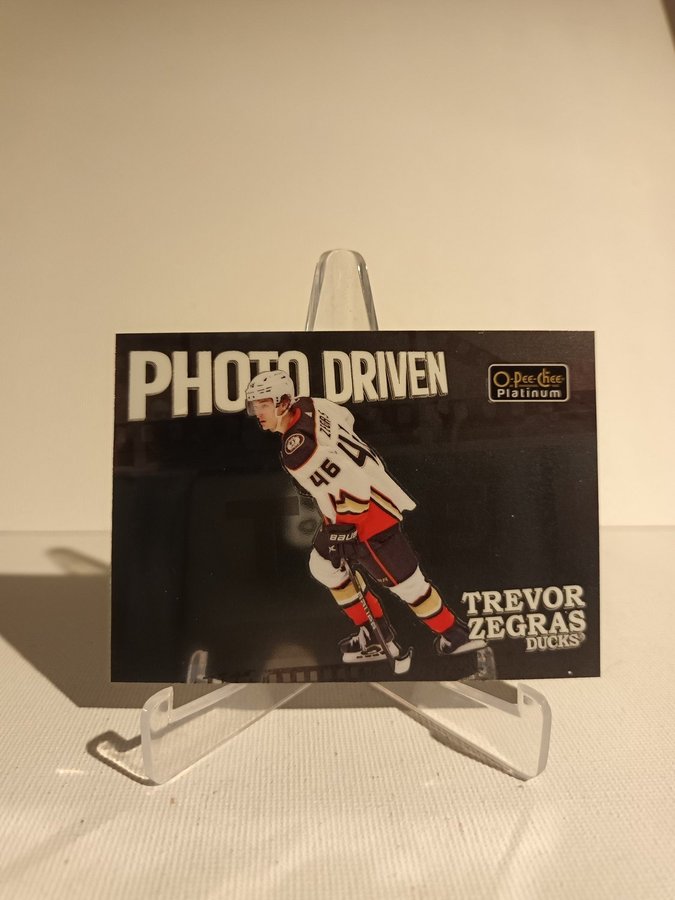 PHOTO DRIVEN
O-Pee-Chee
Platinum
46
BAUER
TREVOR
ZEGRAS
DUCKS